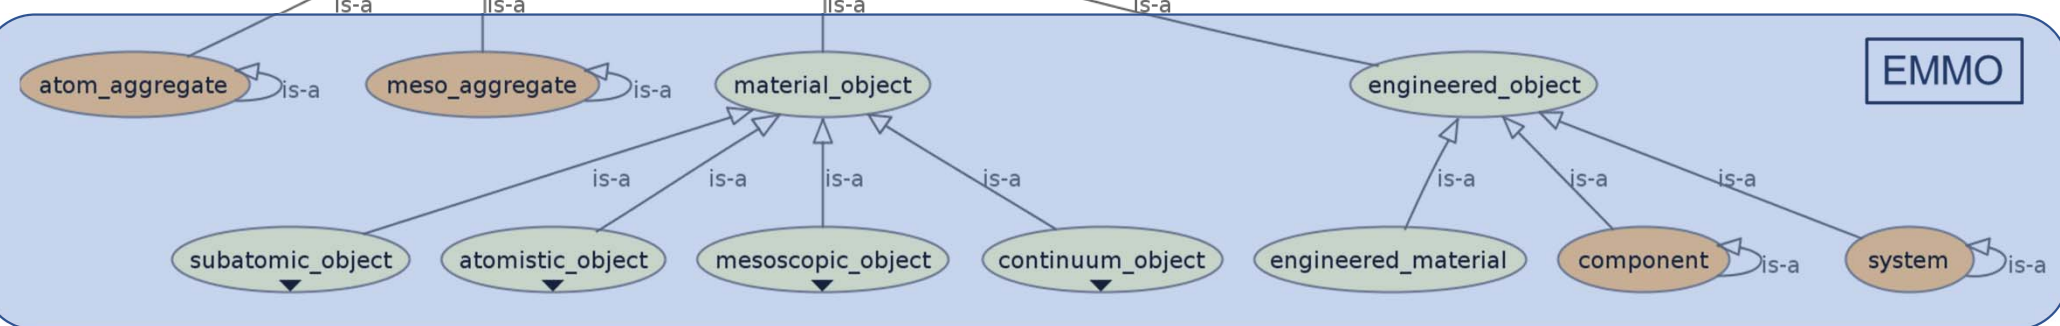 is-a is-a is-a is-a
atom_aggregate is-a meso_aggregate is-a material_object engineered_object EMMO
is-a is-a is-a is-a is-a is-a is-a
subatomic_object atomistic_object mesoscopic_object continuum_object engineered_material component is-a system is-a